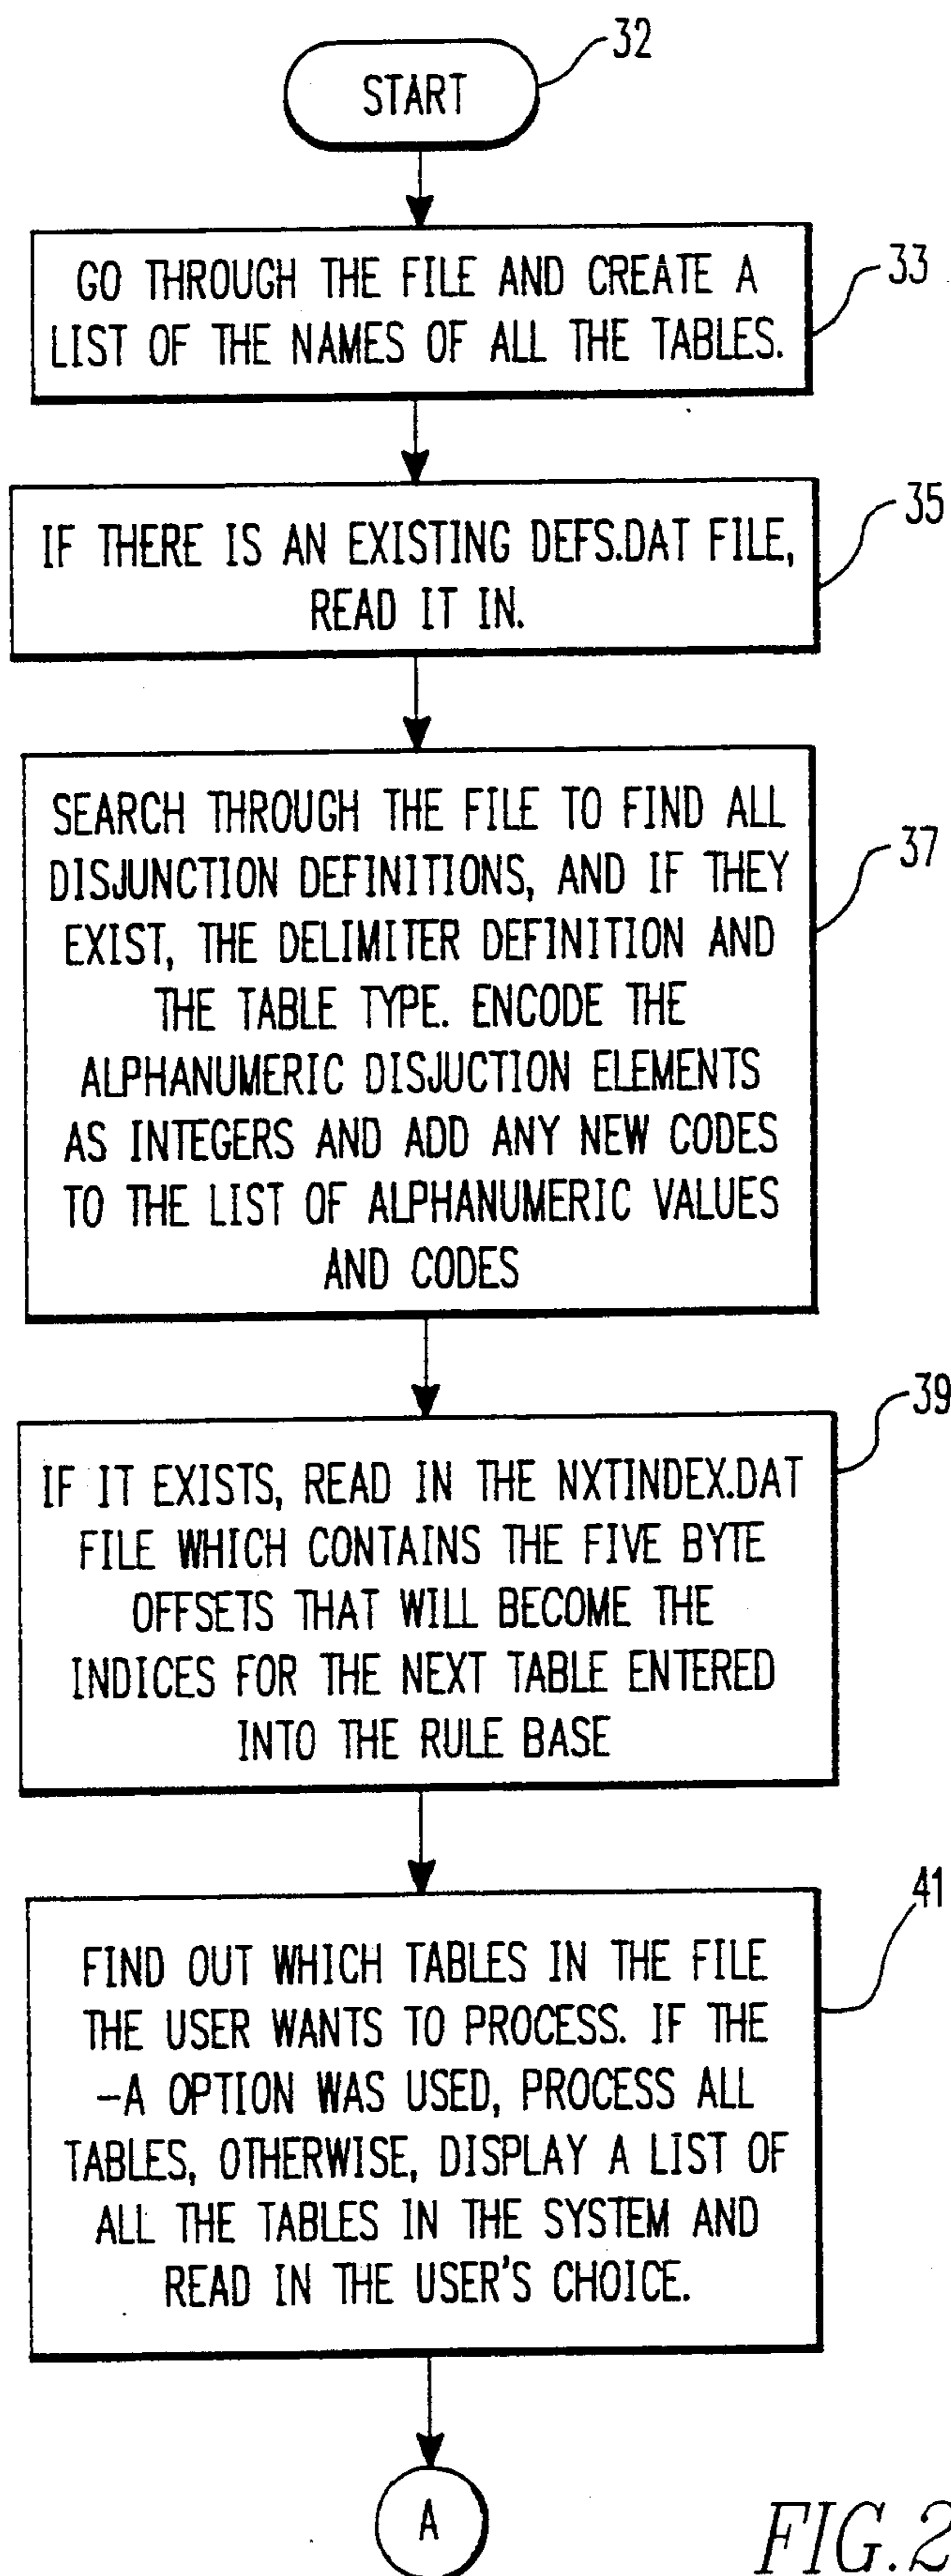 32
START
33
GO THROUGH THE FILE AND CREATE A
LIST OF THE NAMES OF ALL THE TABLES.
35
IF THERE IS AN EXISTING DEFS.DAT FILE,
READ IT IN.
SEARCH THROUGH THE FILE TO FIND ALL
37
DISJUNCTION DEFINITIONS, AND IF THEY
EXIST, THE DELIMITER DEFINITION AND
THE TABLE TYPE. ENCODE THE
ALPHANUMERIC DISJUCTION ELEMENTS
AS INTEGERS AND ADD ANY NEW CODES
TO THE LIST OF ALPHANUMERIC VALUES
AND CODES
39
IF IT EXISTS, READ IN THE NXTINDEX.DAT
FILE WHICH CONTAINS THE FIVE BYTE
OFFSETS THAT WILL BECOME THE
INDICES FOR THE NEXT TABLE ENTERED
INTO THE RULE BASE
41
FIND OUT WHICH TABLES IN THE FILE
THE USER WANTS TO PROCESS. IF THE
-A OPTION WAS USED, PROCESS ALL
TABLES, OTHERWISE, DISPLAY A LIST OF
ALL THE TABLES IN THE SYSTEM AND
READ IN THE USER'S CHOICE.
A
FIG.2